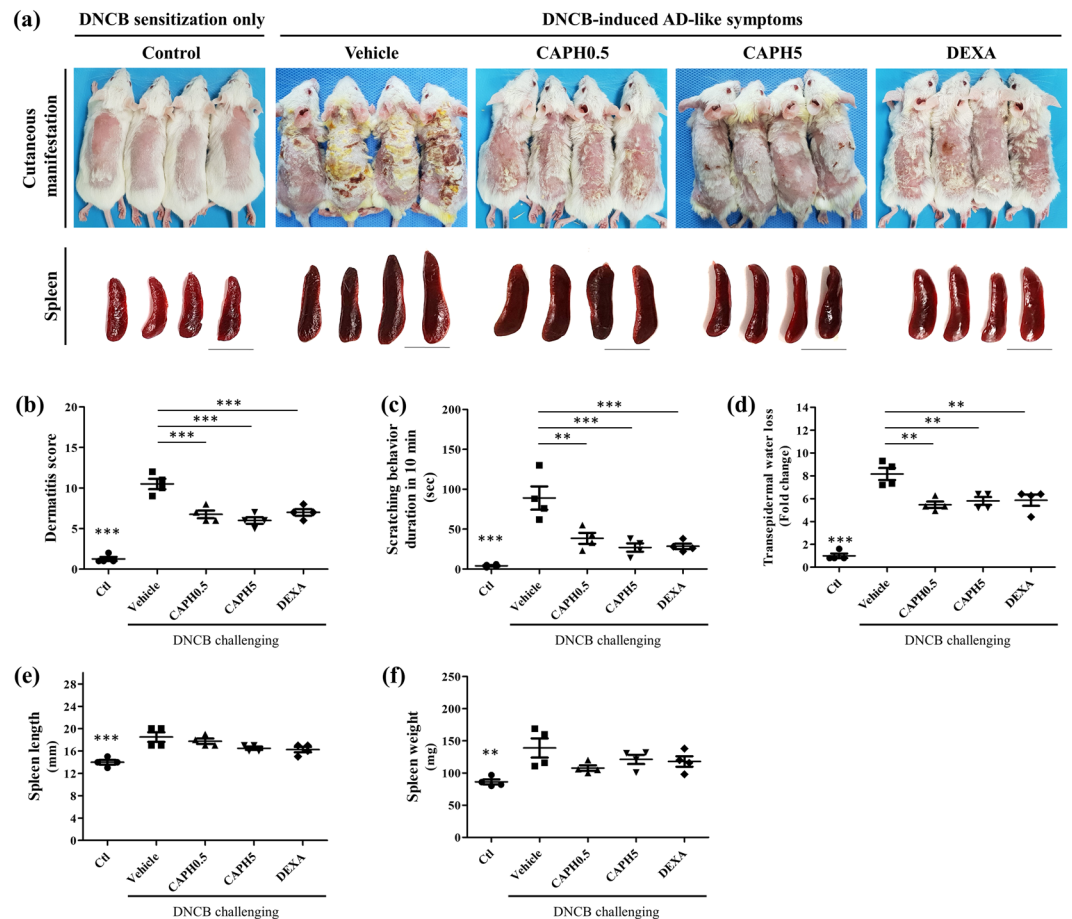 (a)
DNCB sensitization only
DNCB-induced AD-like symptoms
Control
Vehicle
CAPH0.5
CAPH5
DEXA
Cutaneous
manifestation
Spleen
(b)
Dermatitis score
20
15
10
5
0
***
***
***
***
Ctl
Vehicle
CAPH0.5
CAPH5
DEXA
DNCB challenging
(c)
Scratching behavior
duration in 10 min
(sec)
200
150
100
50
0
***
***
**
***
Ctl
Vehicle
CAPH0.5
CAPH5
DEXA
DNCB challenging
(d)
Transepidermal water loss
(Fold change)
14
12
10
8
6
4
2
0
**
**
**
***
Ctl
Vehicle
CAPH0.5
CAPH5
DEXA
DNCB challenging
(e)
Spleen length
(mm)
28
24
20
16
12
0
***
Ctl
Vehicle
CAPH0.5
CAPH5
DEXA
DNCB challenging
(f)
Spleen weight
(mg)
250
200
150
100
50
0
**
Ctl
Vehicle
CAPH0.5
CAPH5
DEXA
DNCB challenging